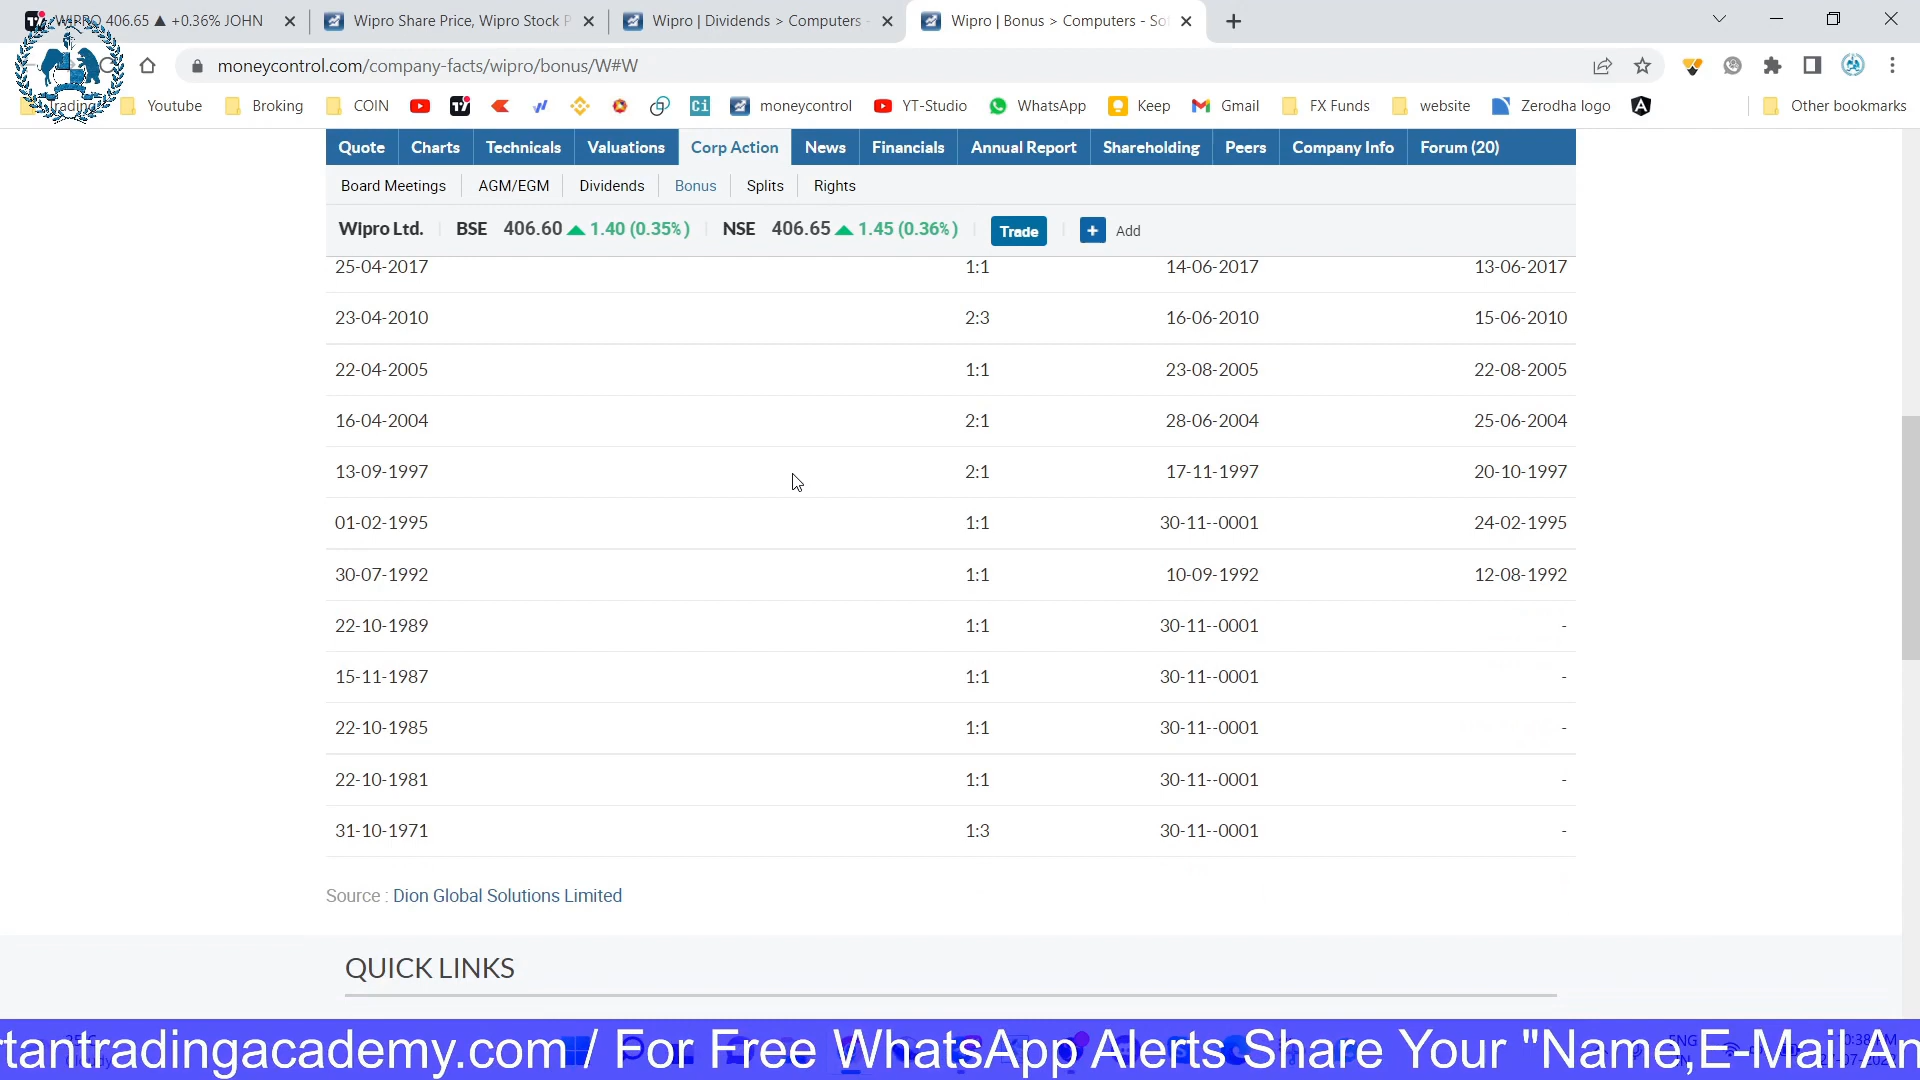 WIPRO 406.65 ▲ +0.36% JOHN
Wipro Share Price, Wipro Stock P
Wipro | Dividends > Computers -
Wipro | Bonus > Computers - So
moneycontrol.com/company-facts/wipro/bonus/W#W
Trading Youtube Broking COIN moneycontrol YT-Studio WhatsApp Keep Gmail FX Funds website Zerodha logo Other bookmarks
Quote Charts Technicals Valuations Corp Action News Financials Annual Report Shareholding Peers Company Info Forum (20)
Board Meetings AGM/EGM Dividends Bonus Splits Rights
Wipro Ltd. BSE 406.60 ▲ 1.40 (0.35%) NSE 406.65 ▲ 1.45 (0.36%) Trade + Add
25-04-2017 1:1 14-06-2017 13-06-2017
23-04-2010 2:3 16-06-2010 15-06-2010
22-04-2005 1:1 23-08-2005 22-08-2005
16-04-2004 2:1 28-06-2004 25-06-2004
13-09-1997 2:1 17-11-1997 20-10-1997
01-02-1995 1:1 30-11--0001 24-02-1995
30-07-1992 1:1 10-09-1992 12-08-1992
22-10-1989 1:1 30-11--0001 -
15-11-1987 1:1 30-11--0001 -
22-10-1985 1:1 30-11--0001 -
22-10-1981 1:1 30-11--0001 -
31-10-1971 1:3 30-11--0001 -
Source : Dion Global Solutions Limited
QUICK LINKS
rtantradingacademy.com / For Free WhatsApp Alerts Share Your "Name,E-Mail An